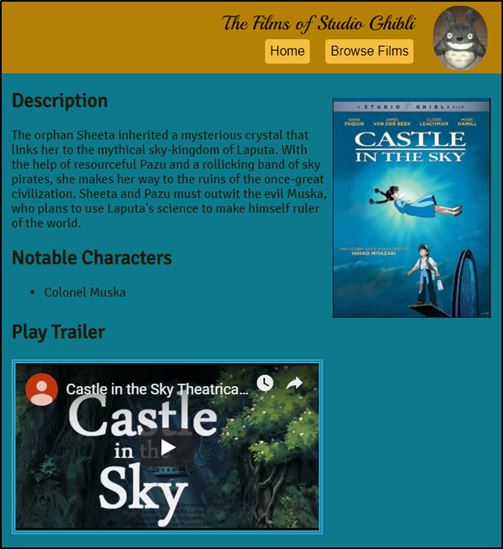 The Films of Studio Ghibli
Home
Browse Films
Description
The orphan Sheeta inherited a mysterious crystal that
links her to the mythical sky-kingdom of Laputa. With
the help of resourceful Pazu and a rollicking band of sky
pirates, she makes her way to the ruins of the once-great
civilization. Sheeta and Pazu must outwit the evil Muska,
who plans to use Laputa's science to make himself ruler
of the world.
A STUDIO GHIBLI FILM
ANNA PAQUIN
JAMES VAN DER BEEK
CLORIS LEACHMAN
MARK HAMILL
CASTLE
IN THE SKY
HAYAO MIYAZAKI
Notable Characters
• Colonel Muska
Play Trailer
Castle in the Sky Theatrica...
Castle
in the
Sky